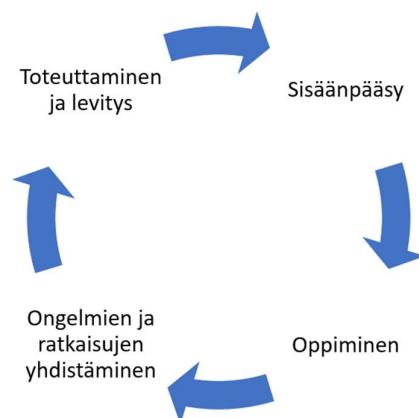 Toteuttaminen
ja levitys
Sisäänpääsy
Ongelmien ja
ratkaisujen
yhdistäminen
Oppiminen